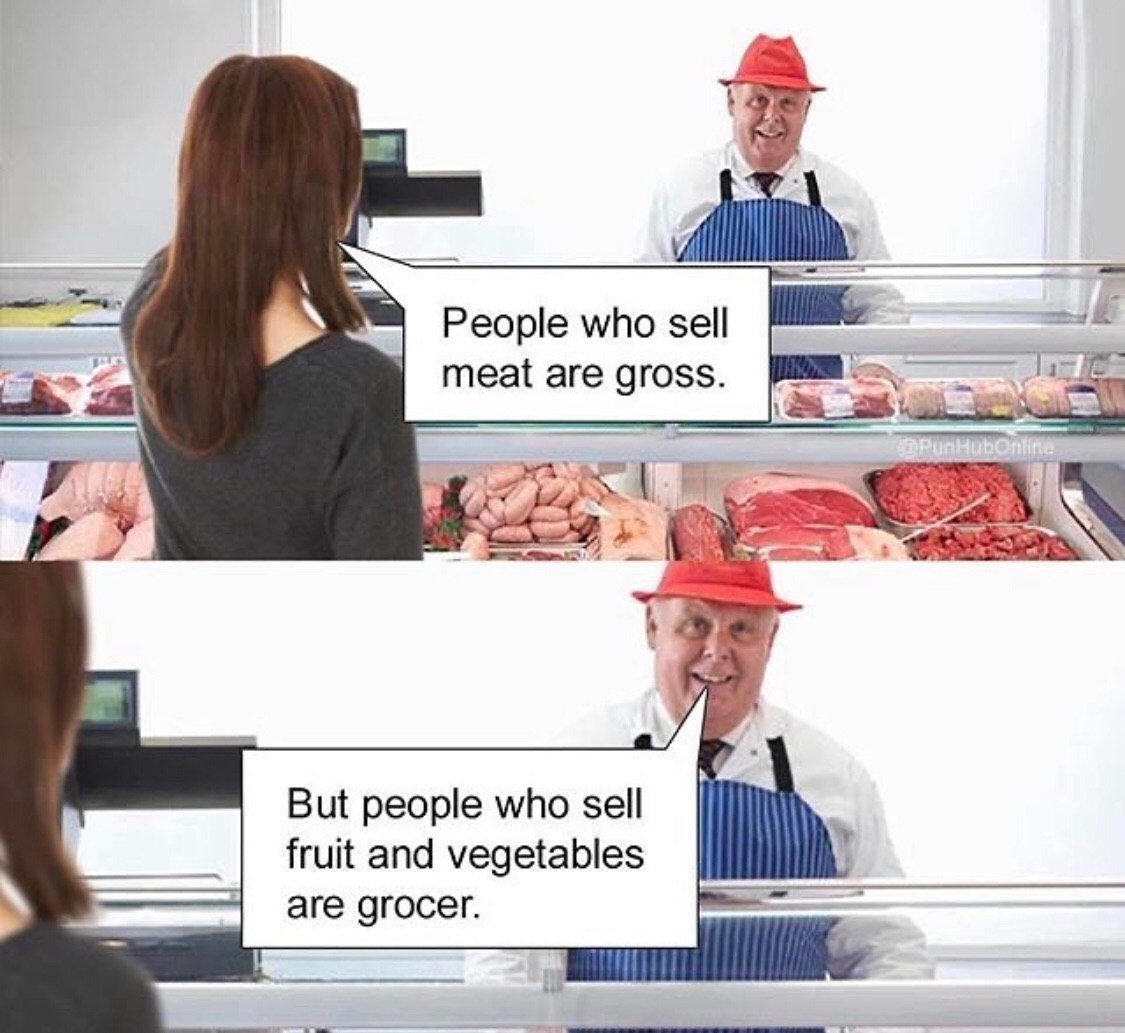 People who sell
meat are gross.
@PunHubOnline
But people who sell
fruit and vegetables
are grocer.